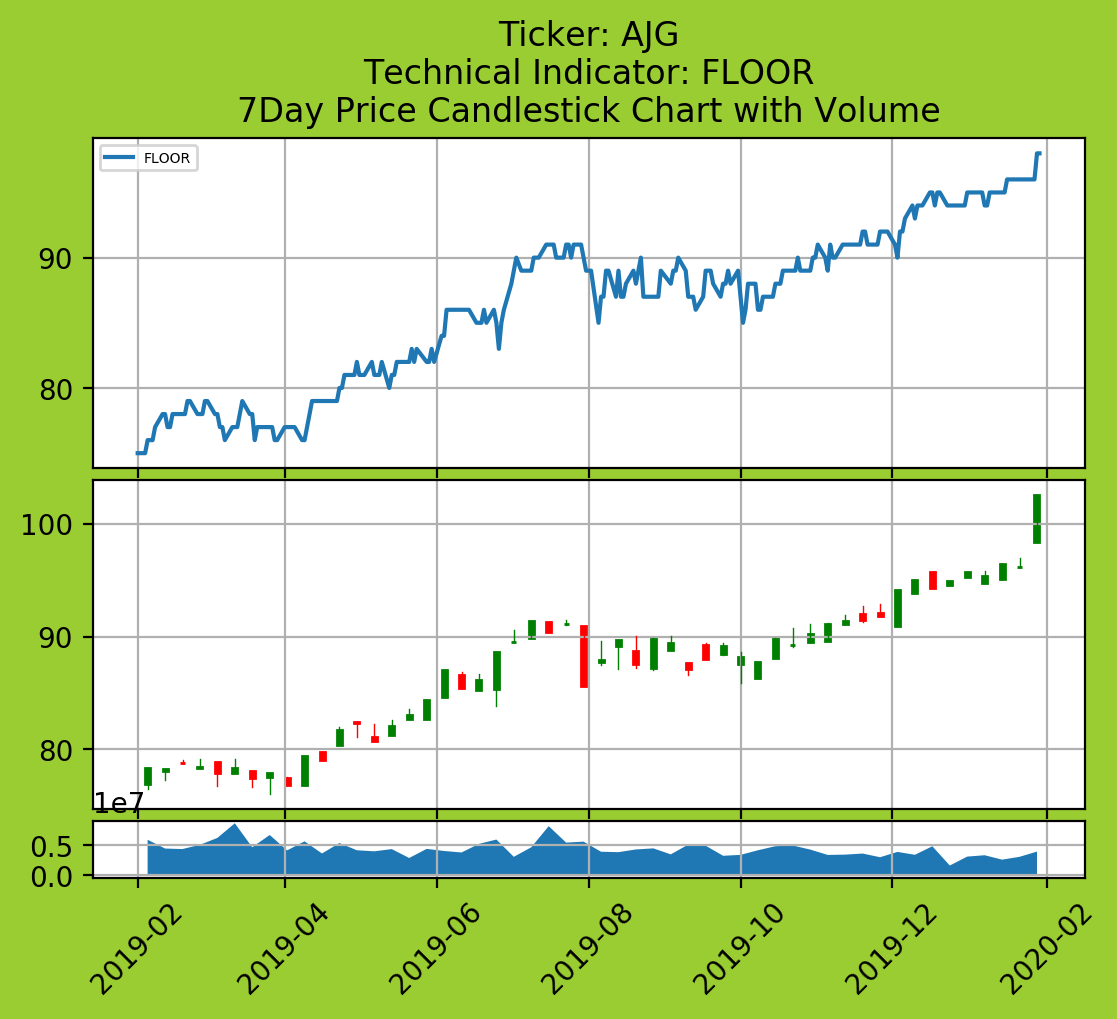 Ticker: AJG
Technical Indicator: FLOOR
7Day Price Candlestick Chart with Volume
FLOOR
90
80
100
90
80
1e7
0.5
0.0
2019-02
2019-04
2019-06
2019-08
2019-10
2019-12
2020-02